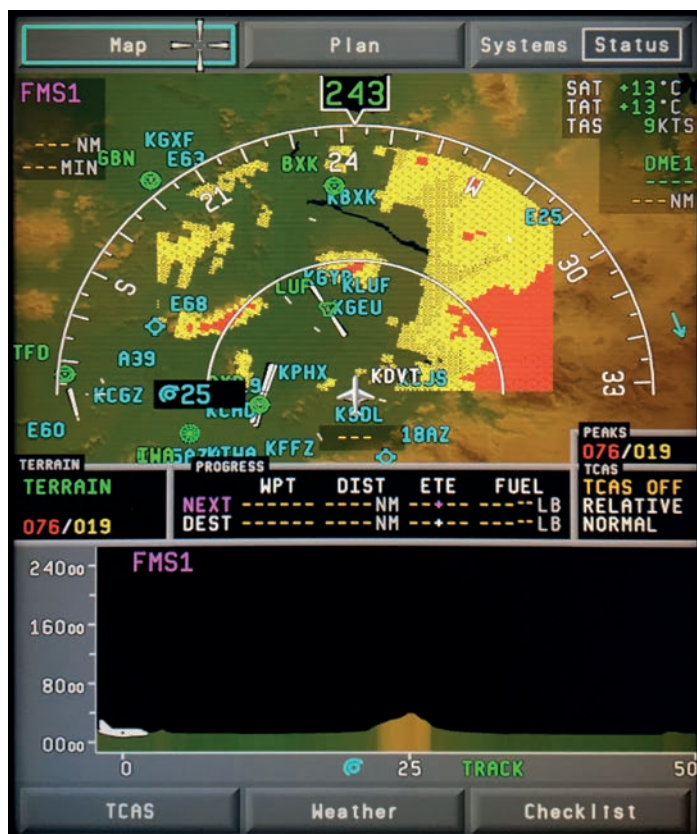 Map
Plan
Systems Status
FMS1
243
SAT +13°C
TAT +13°C
TAS 9KTS
---NM
---MIN
KGXF
GBN E63
BXK 24
KBXK
21
W
E25
DME1
----
---NM
30
S
LUF
KLUF
KGEU
E68
33
TFD
A39
KPHX
KDVT
KCGZ
25
KCHD
KSDL
---
E60
KFFZ
18AZ
PEAKS
076/019
TERRAIN
TERRAIN
076/019
PROGRESS
WPT DIST ETE FUEL
NEXT ------ ----NM --+-- -----LB
DEST ------ ----NM --+-- -----LB
TCAS
TCAS OFF
RELATIVE
NORMAL
FMS1
24000
16000
8000
0000
0 25 TRACK 50
TCAS
Weather
Checklist